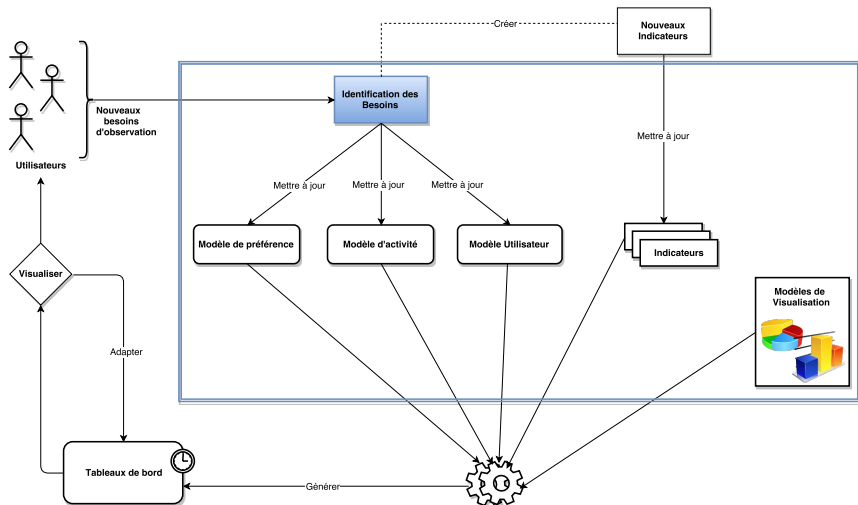 Créer
Nouveaux
Indicateurs
Identification des
Besoins
Nouveaux
besoins
d'observation
Utilisateurs
Mettre à jour
Mettre à jour
Mettre à jour
Mettre à jour
Modèle de préférence
Modèle d'activité
Modèle Utilisateur
Indicateurs
Visualiser
Modèles de
Visualisation
Adapter
Tableaux de bord
Générer